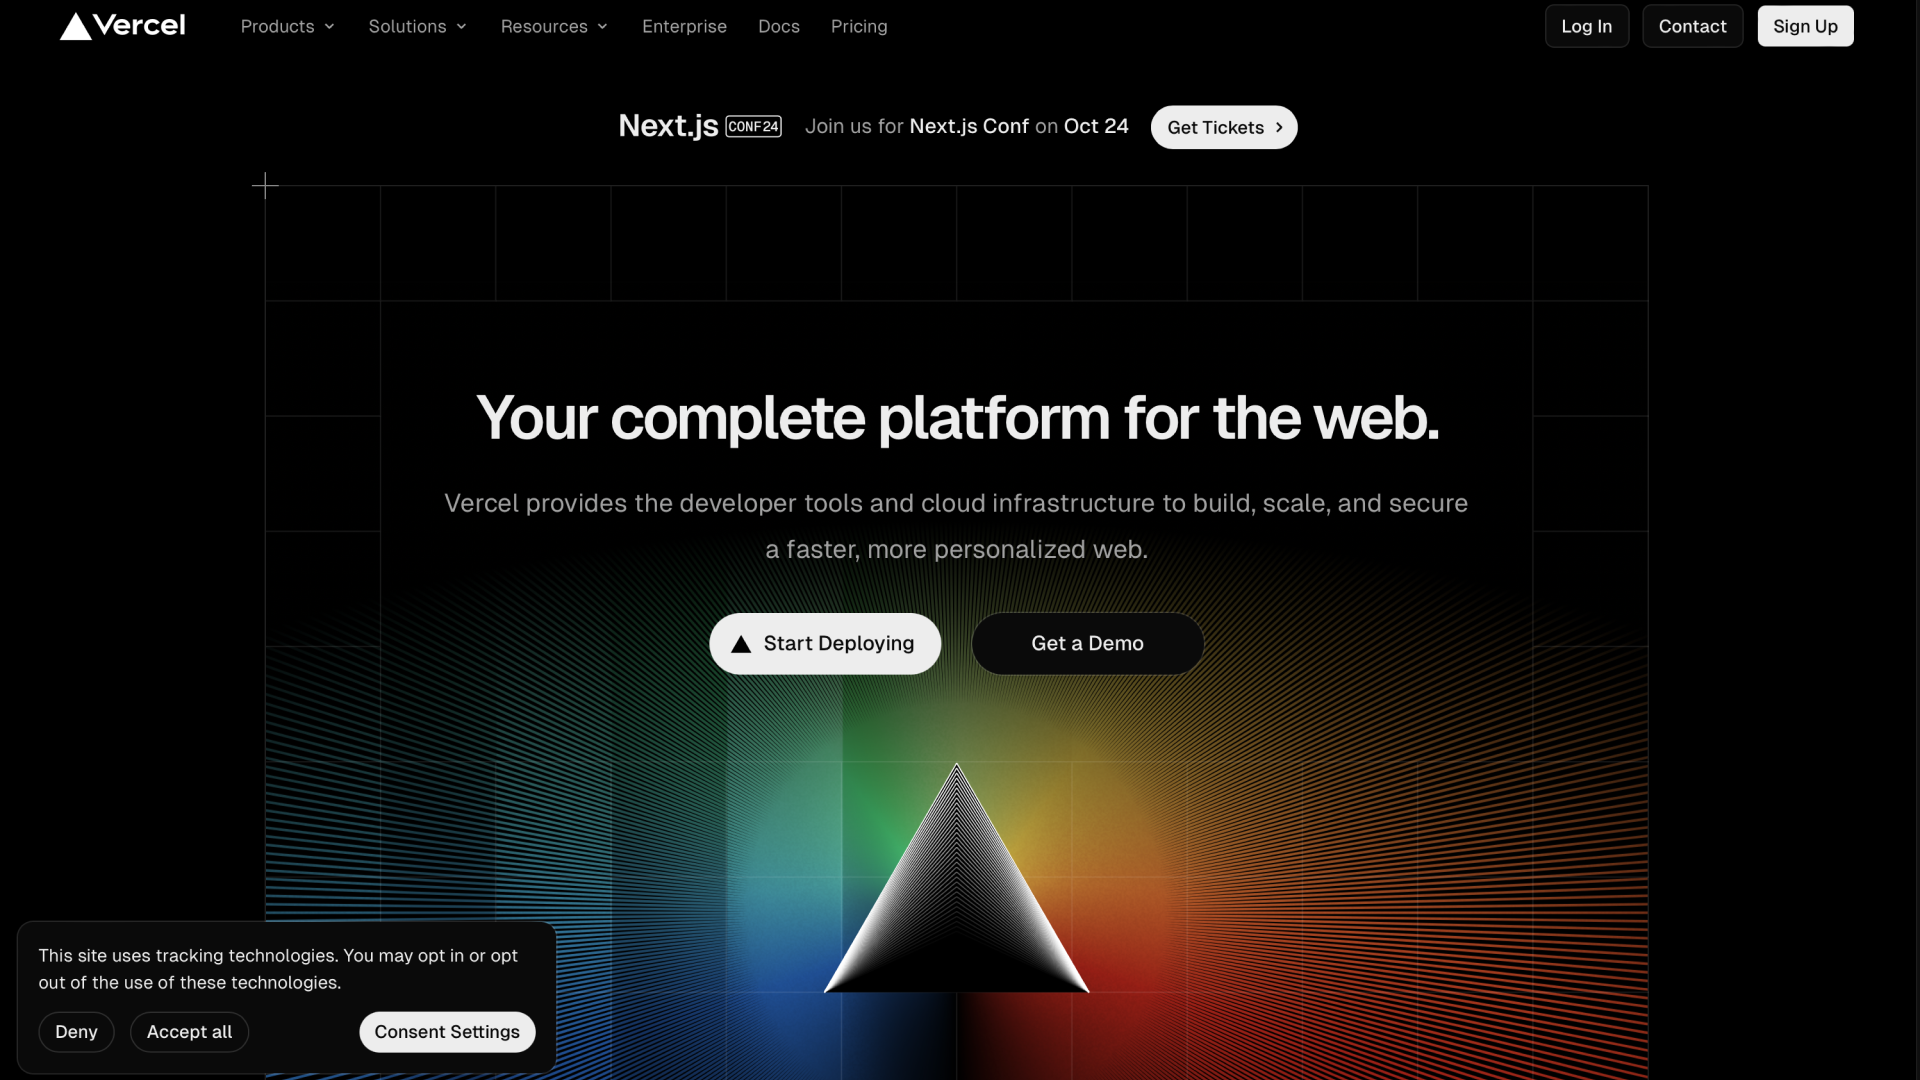 Vercel
Products
Solutions
Resources
Enterprise
Docs
Pricing
Log In
Contact
Sign Up
Next.js CONF24
Join us for Next.js Conf on Oct 24
Get Tickets
Your complete platform for the web.
Vercel provides the developer tools and cloud infrastructure to build, scale, and secure
a faster, more personalized web.
Start Deploying
Get a Demo
This site uses tracking technologies. You may opt in or opt
out of the use of these technologies.
Deny
Accept all
Consent Settings